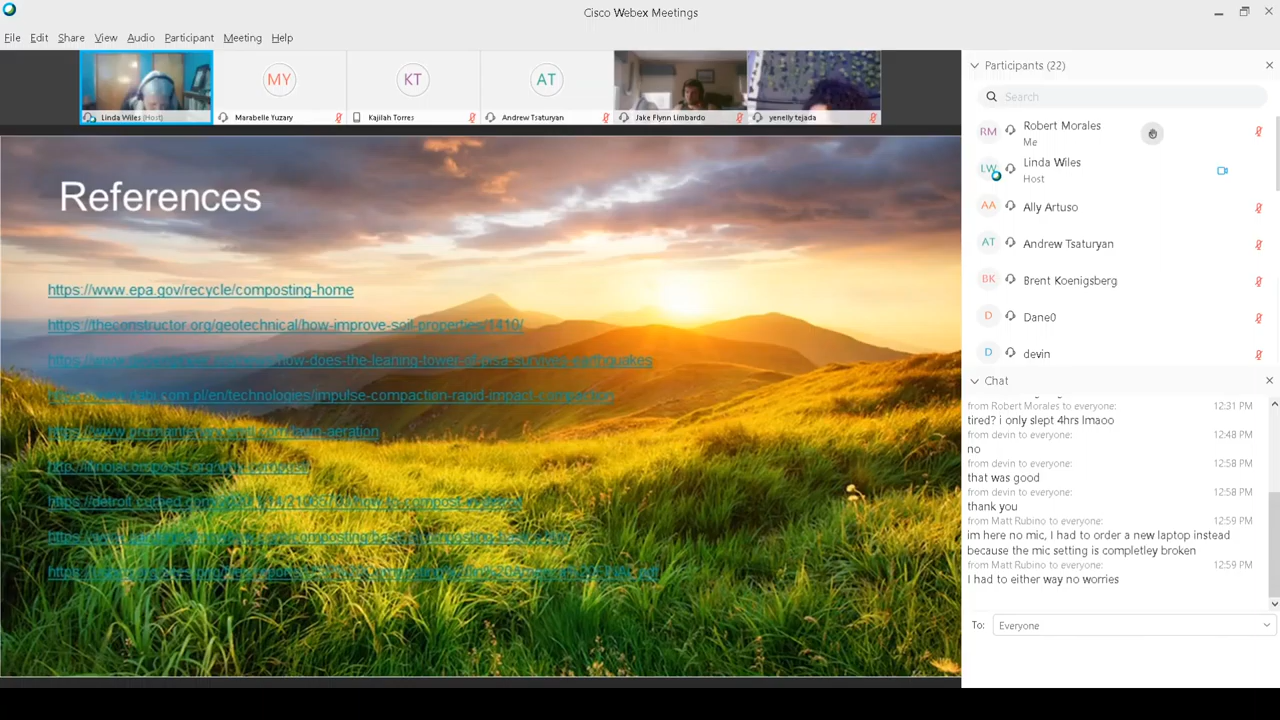 Cisco Webex Meetings
File Edit Share View Audio Participant Meeting Help
MY KT AT
Linda Wiles (Host) Marabelle Yuzary Kajilah Torres Andrew Tsaturyan Jake Flynn Limbardo yenelly tejada
References
https://www.epa.gov/recycle/composting-home
https://theconstructor.org/geotechnical/how-improve-soil-properties/1410/
Participants (22)
Search
RM Robert Morales
Me
LW Linda Wiles
Host
AA Ally Artuso
AT Andrew Tsaturyan
BK Brent Koenigsberg
D Dane0
D devin
Chat
from Robert Morales to everyone: 12:31 PM
tired? i only slept 4hrs lmaoo
from devin to everyone: 12:48 PM
no
from devin to everyone: 12:58 PM
that was good
from devin to everyone: 12:58 PM
thank you
from Matt Rubino to everyone: 12:59 PM
im here no mic, I had to order a new laptop instead
because the mic setting is completley broken
from Matt Rubino to everyone: 12:59 PM
I had to either way no worries
To: Everyone